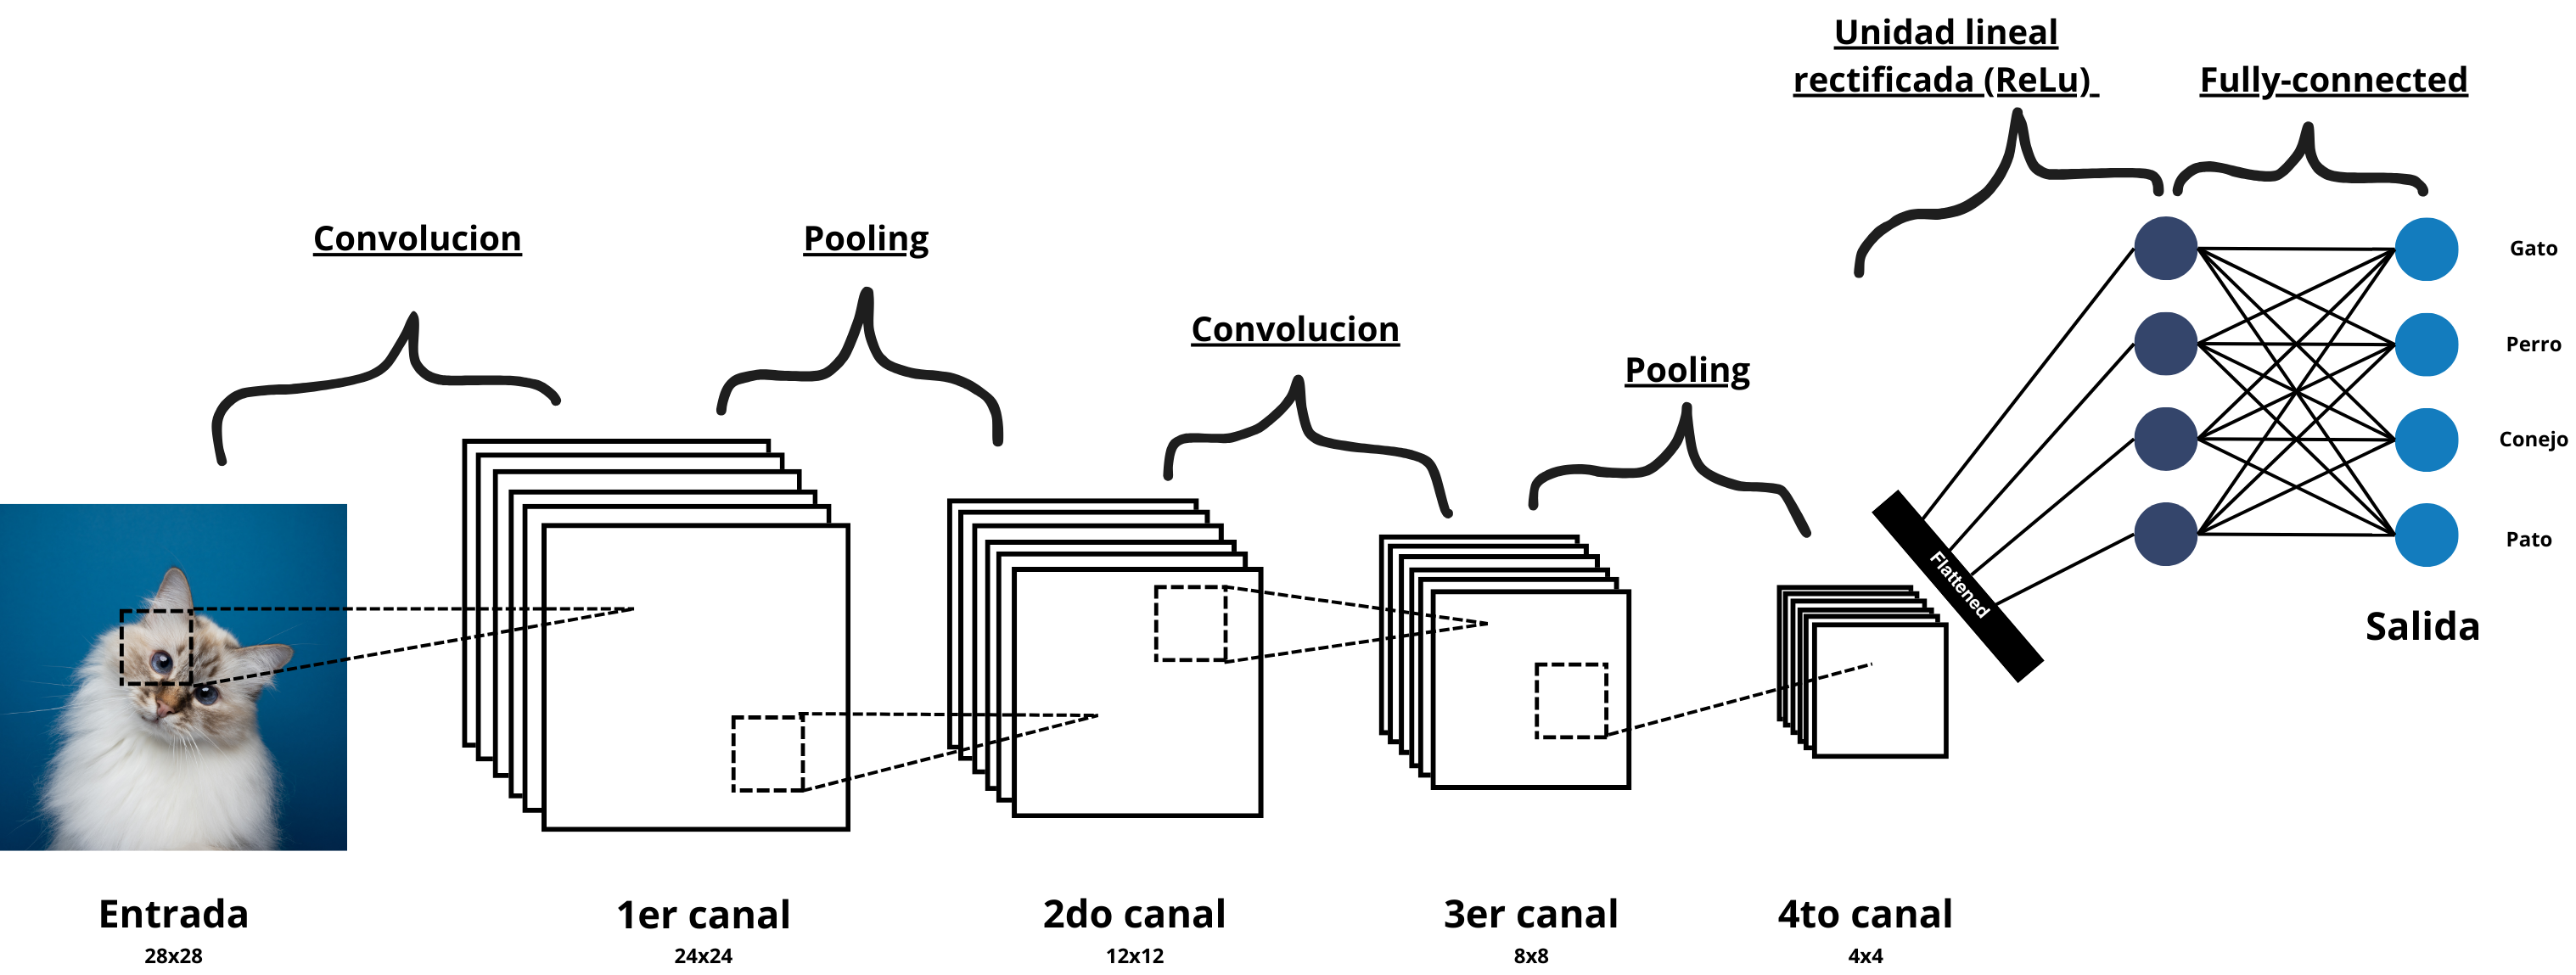 Unidad lineal
rectificada (ReLu)
Fully-connected
Convolucion
Pooling
Convolucion
Pooling
Gato
Perro
Conejo
Pato
Flattened
Salida
Entrada
28x28
1er canal
24x24
2do canal
12x12
3er canal
8x8
4to canal
4x4